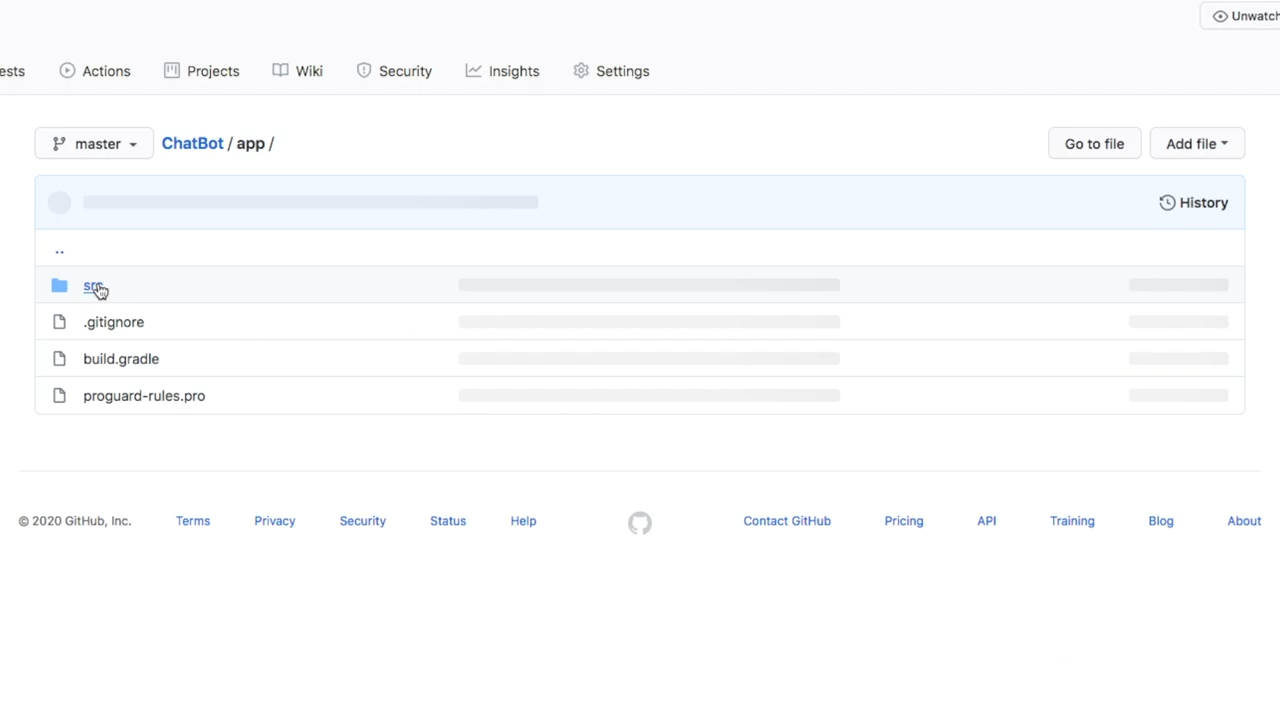 Unwatch
ests Actions Projects Wiki Security Insights Settings
master ChatBot / app / Go to file Add file
History
..
src
.gitignore
build.gradle
proguard-rules.pro
© 2020 GitHub, Inc. Terms Privacy Security Status Help Contact GitHub Pricing API Training Blog About